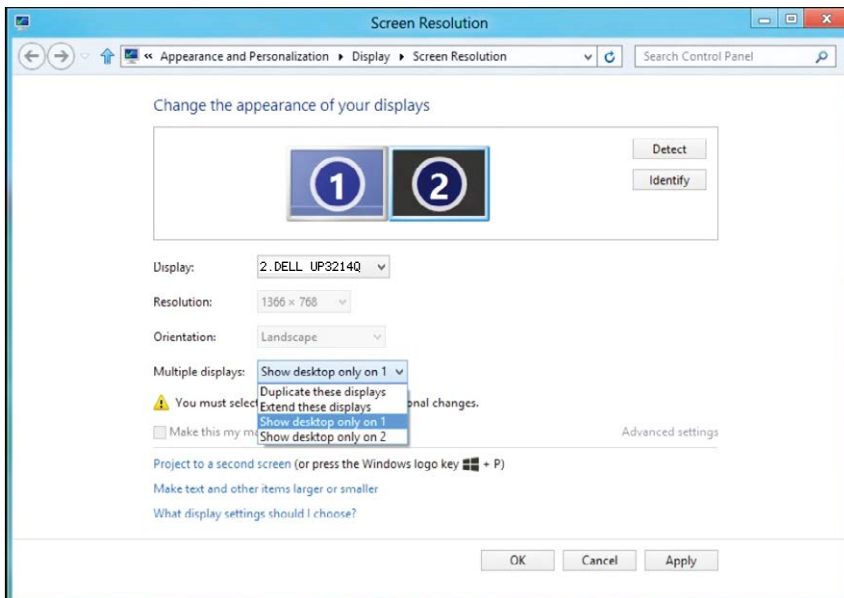 Screen Resolution
« Appearance and Personalization Display Screen Resolution Search Control Panel
Change the appearance of your displays
1 2
Detect
Identify
Display: 2.DELL UP3214Q
Resolution: 1366 × 768
Orientation: Landscape
Multiple displays: Show desktop only on 1
Duplicate these displays
You must selec onal changes.
Extend these displays
Show desktop only on 1
Make this my m Advanced settings
Show desktop only on 2
Project to a second screen (or press the Windows logo key + P)
Make text and other items larger or smaller
What display settings should I choose?
OK Cancel Apply